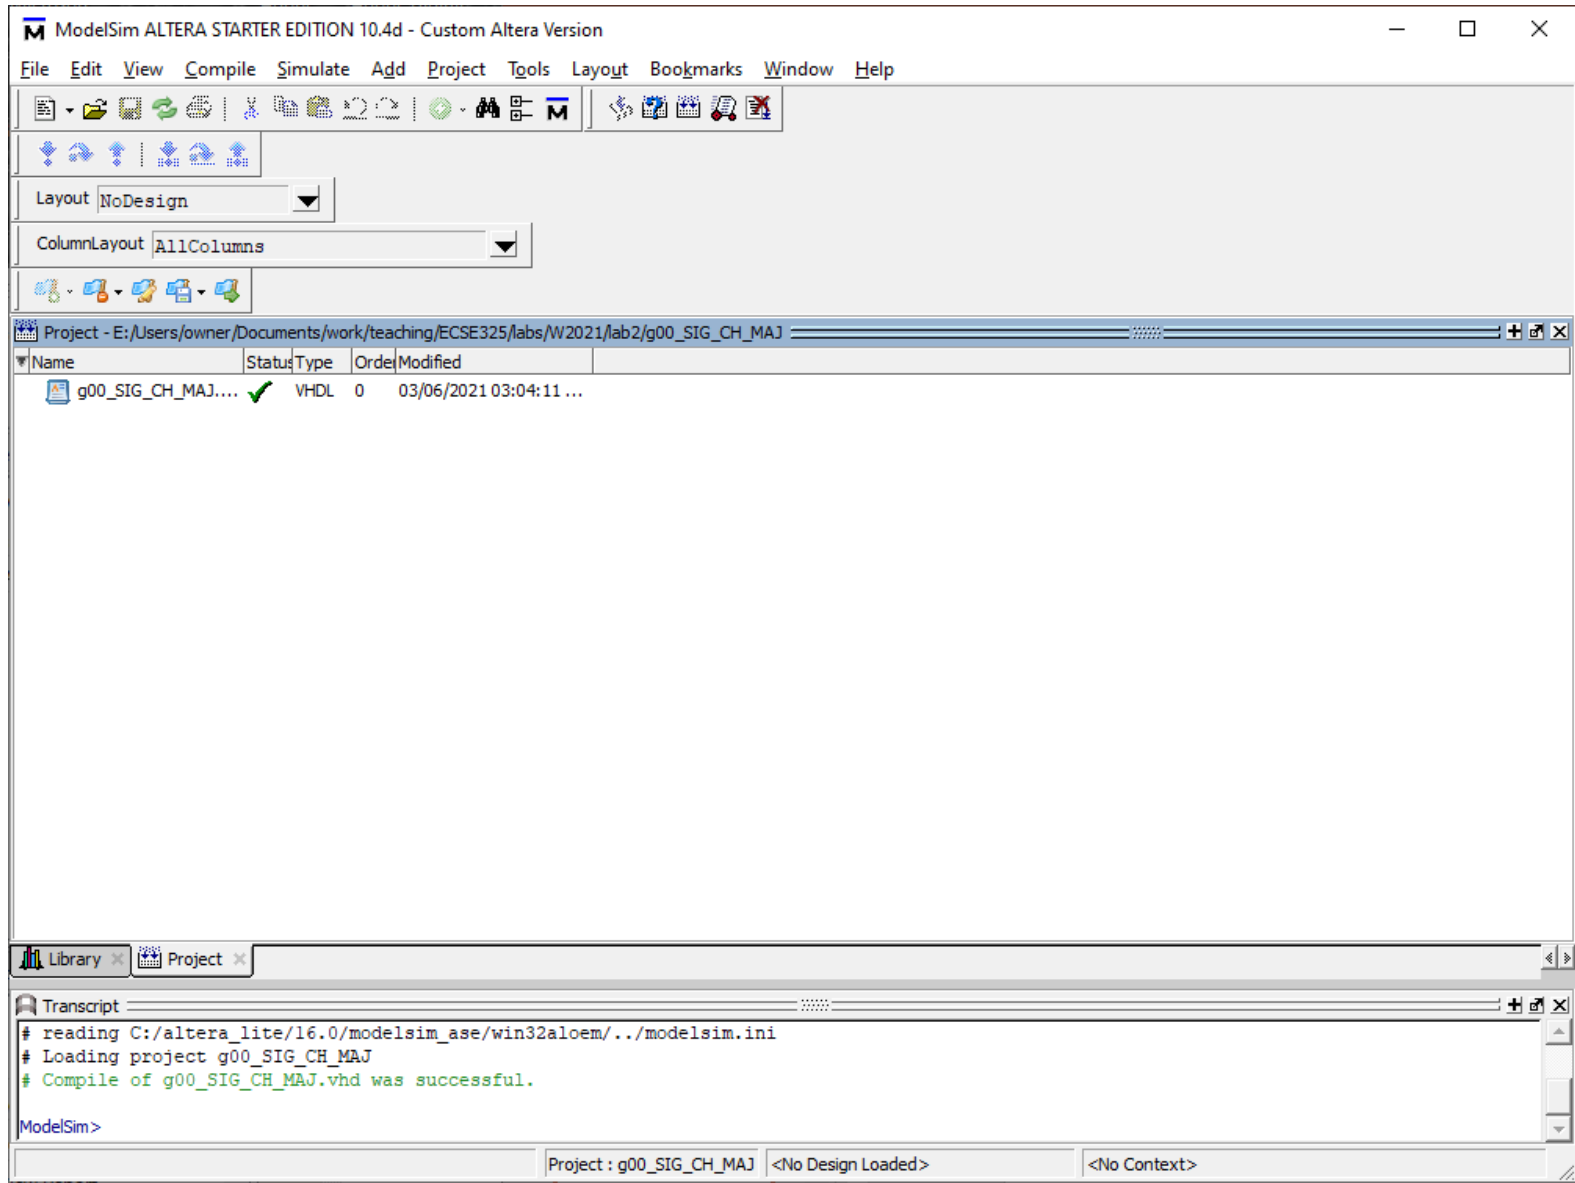 ModelSim ALTERA STARTER EDITION 10.4d - Custom Altera Version
File Edit View Compile Simulate Add Project Tools Layout Bookmarks Window Help
Layout NoDesign
ColumnLayout AllColumns
Project - E:/Users/owner/Documents/work/teaching/ECSE325/labs/W2021/lab2/g00_SIG_CH_MAJ
Name Status Type Order Modified
g00_SIG_CH_MAJ.... VHDL 0 03/06/2021 03:04:11 ...
Library Project
Transcript
# reading C:/altera_lite/16.0/modelsim_ase/win32aloem/../modelsim.ini
# Loading project g00_SIG_CH_MAJ
# Compile of g00_SIG_CH_MAJ.vhd was successful.
ModelSim>
Project : g00_SIG_CH_MAJ <No Design Loaded> <No Context>